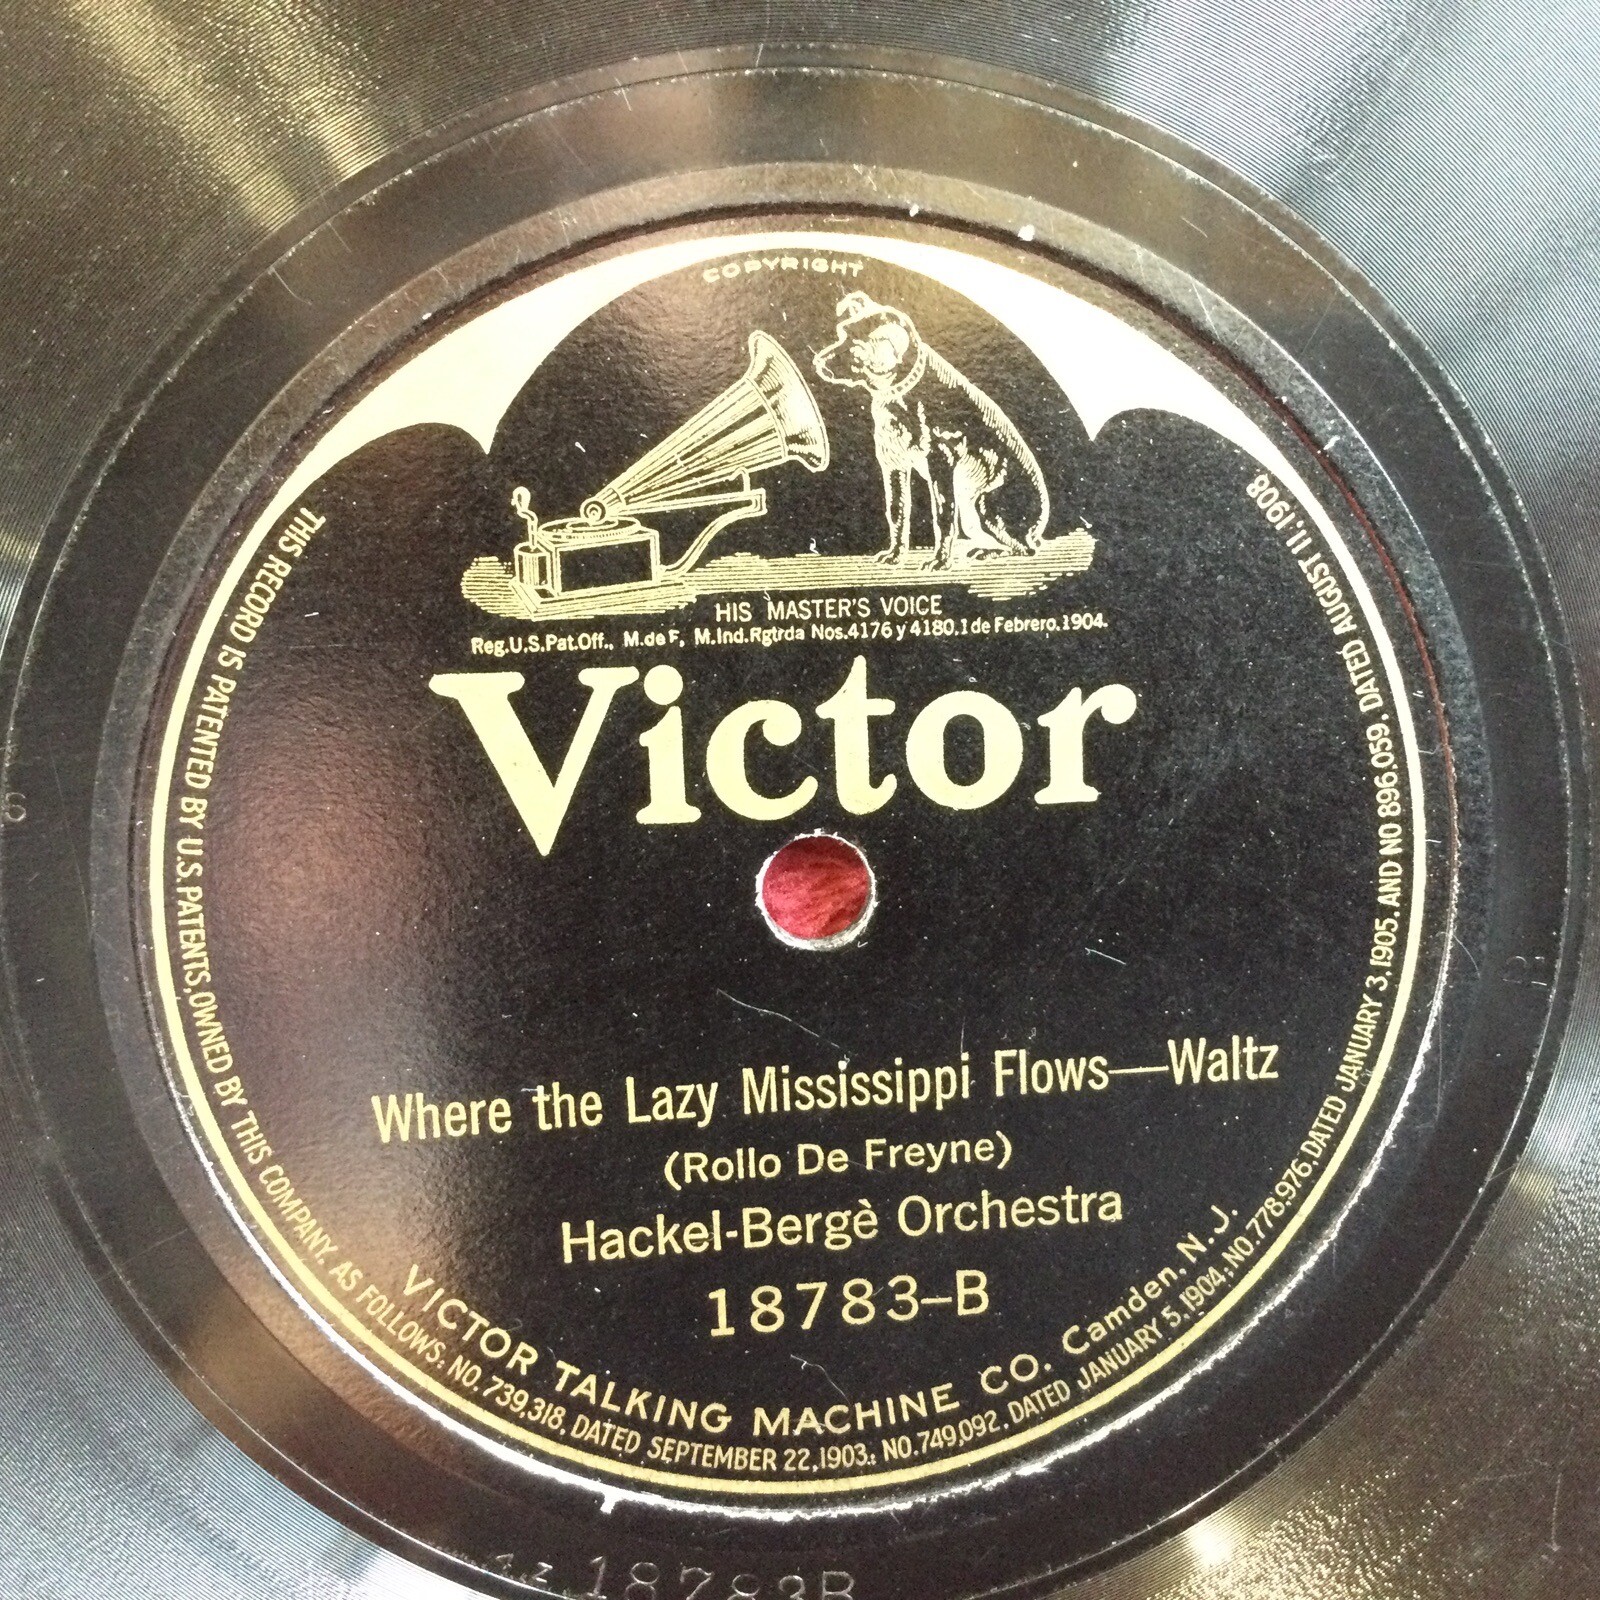 COPYRIGHT
HIS MASTER'S VOICE
Reg.U.S.Pat.Off., M.de F, M.Ind.Rgtrda Nos.4176 y 4180.1 de Febrero.1904.
Victor
Where the Lazy Mississippi Flows—Waltz
(Rollo De Freyne)
Hackel-Bergè Orchestra
18783-B
VICTOR TALKING MACHINE CO. Camden, N.J.
THIS RECORD IS PATENTED BY U.S.PATENTS,OWNED BY THIS COMPANY. AS FOLLOWS: NO. 739,318. DATED SEPTEMBER 22,1903.; NO.749,092. DATED JANUARY 5,1904.; NO.778,976.DATED JANUARY 3,1905. AND NO 896,059. DATED AUGUST 11,1908
18783B
6